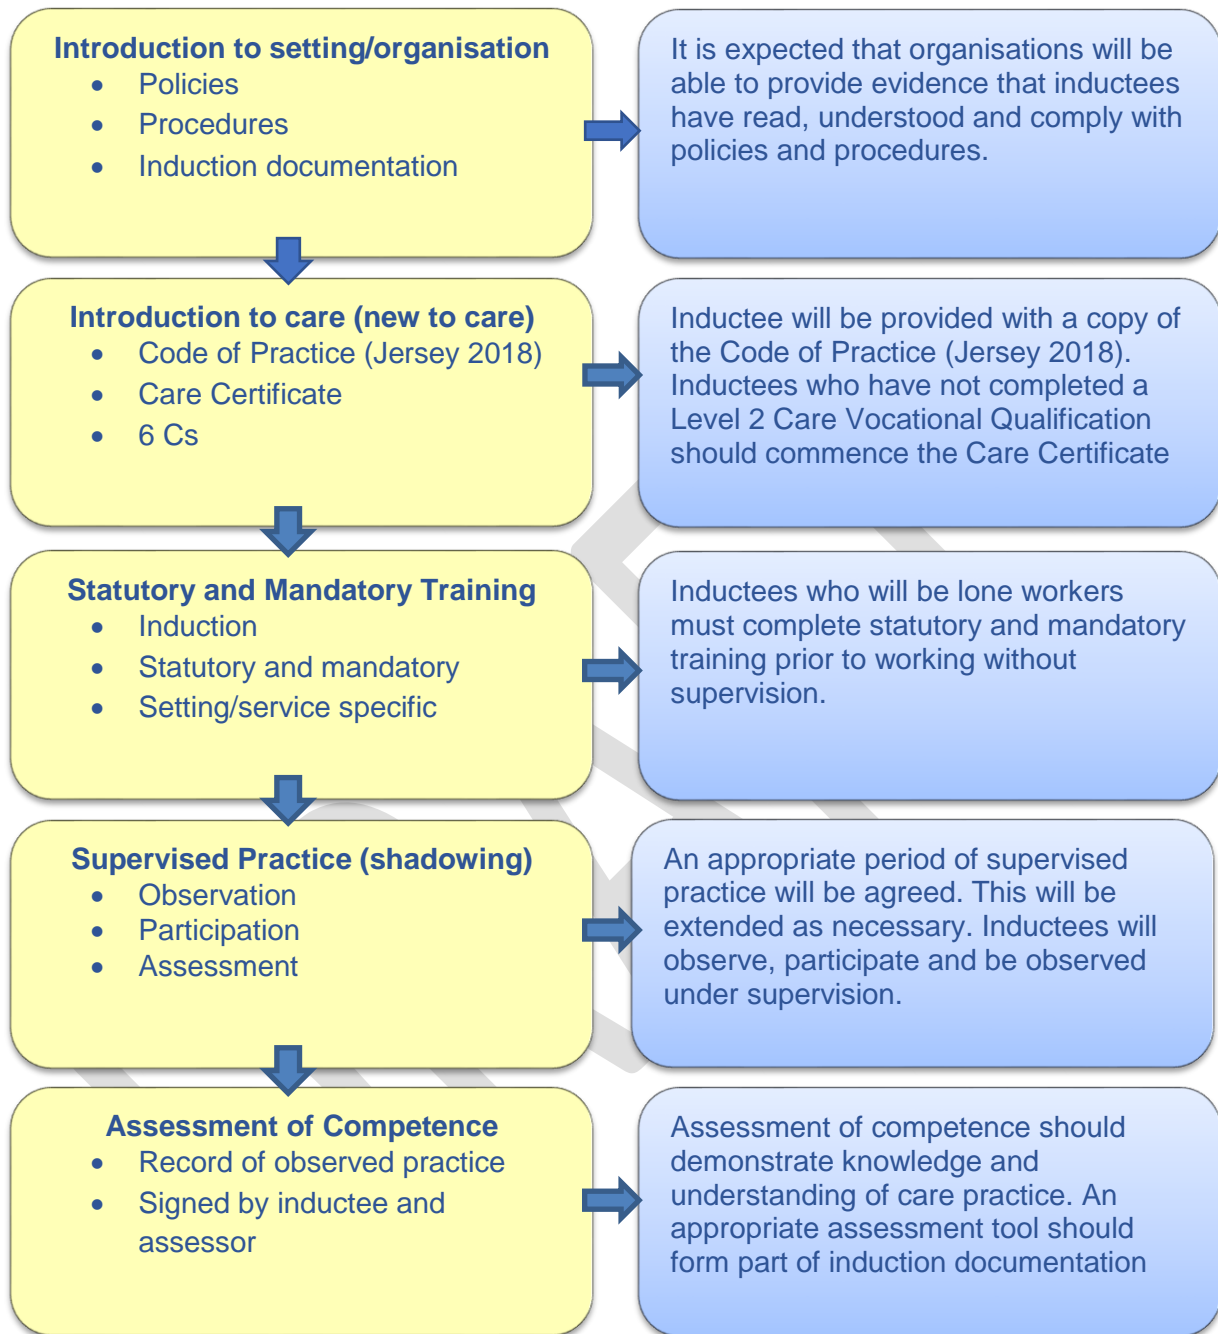 Introduction to setting/organisation
• Policies
• Procedures
• Induction documentation
It is expected that organisations will be
able to provide evidence that inductees
have read, understood and comply with
policies and procedures.
Introduction to care (new to care)
• Code of Practice (Jersey 2018)
• Care Certificate
• 6 Cs
Inductee will be provided with a copy of
the Code of Practice (Jersey 2018).
Inductees who have not completed a
Level 2 Care Vocational Qualification
should commence the Care Certificate
Statutory and Mandatory Training
• Induction
• Statutory and mandatory
• Setting/service specific
Inductees who will be lone workers
must complete statutory and mandatory
training prior to working without
supervision.
Supervised Practice (shadowing)
• Observation
• Participation
• Assessment
An appropriate period of supervised
practice will be agreed. This will be
extended as necessary. Inductees will
observe, participate and be observed
under supervision.
Assessment of Competence
• Record of observed practice
• Signed by inductee and
assessor
Assessment of competence should
demonstrate knowledge and
understanding of care practice. An
appropriate assessment tool should
form part of induction documentation